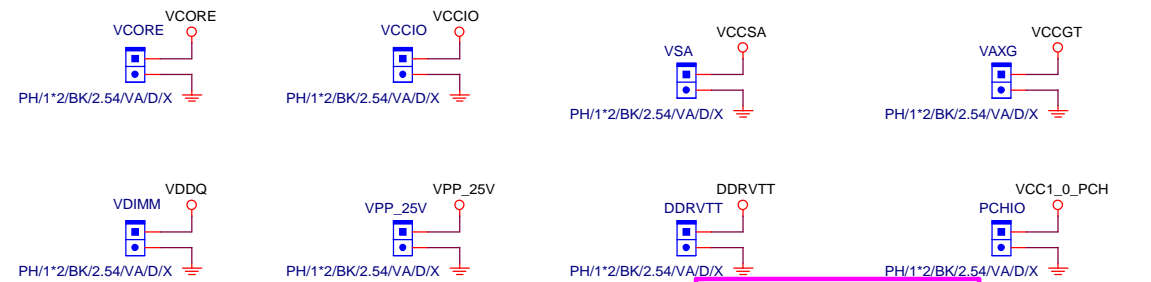 VCORE
VCORE
PH/1*2/BK/2.54/VA/D/X
VCCIO
VCCIO
PH/1*2/BK/2.54/VA/D/X
VCCSA
VSA
PH/1*2/BK/2.54/VA/D/X
VCCGT
VAXG
PH/1*2/BK/2.54/VA/D/X
VDDQ
VDIMM
PH/1*2/BK/2.54/VA/D/X
VPP_25V
VPP_25V
PH/1*2/BK/2.54/VA/D/X
DDRVTT
DDRVTT
PH/1*2/BK/2.54/VA/D/X
VCC1_0_PCH
PCHIO
PH/1*2/BK/2.54/VA/D/X